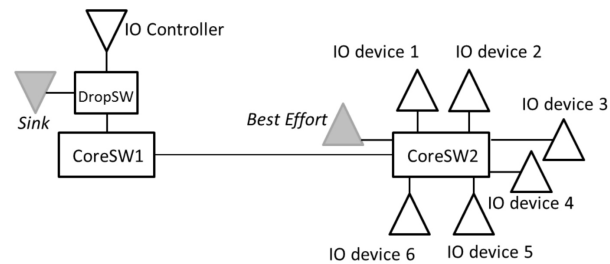 IO Controller
DropSW
Sink
CoreSW1
IO device 1
IO device 2
IO device 3
Best Effort
CoreSW2
IO device 4
IO device 6
IO device 5